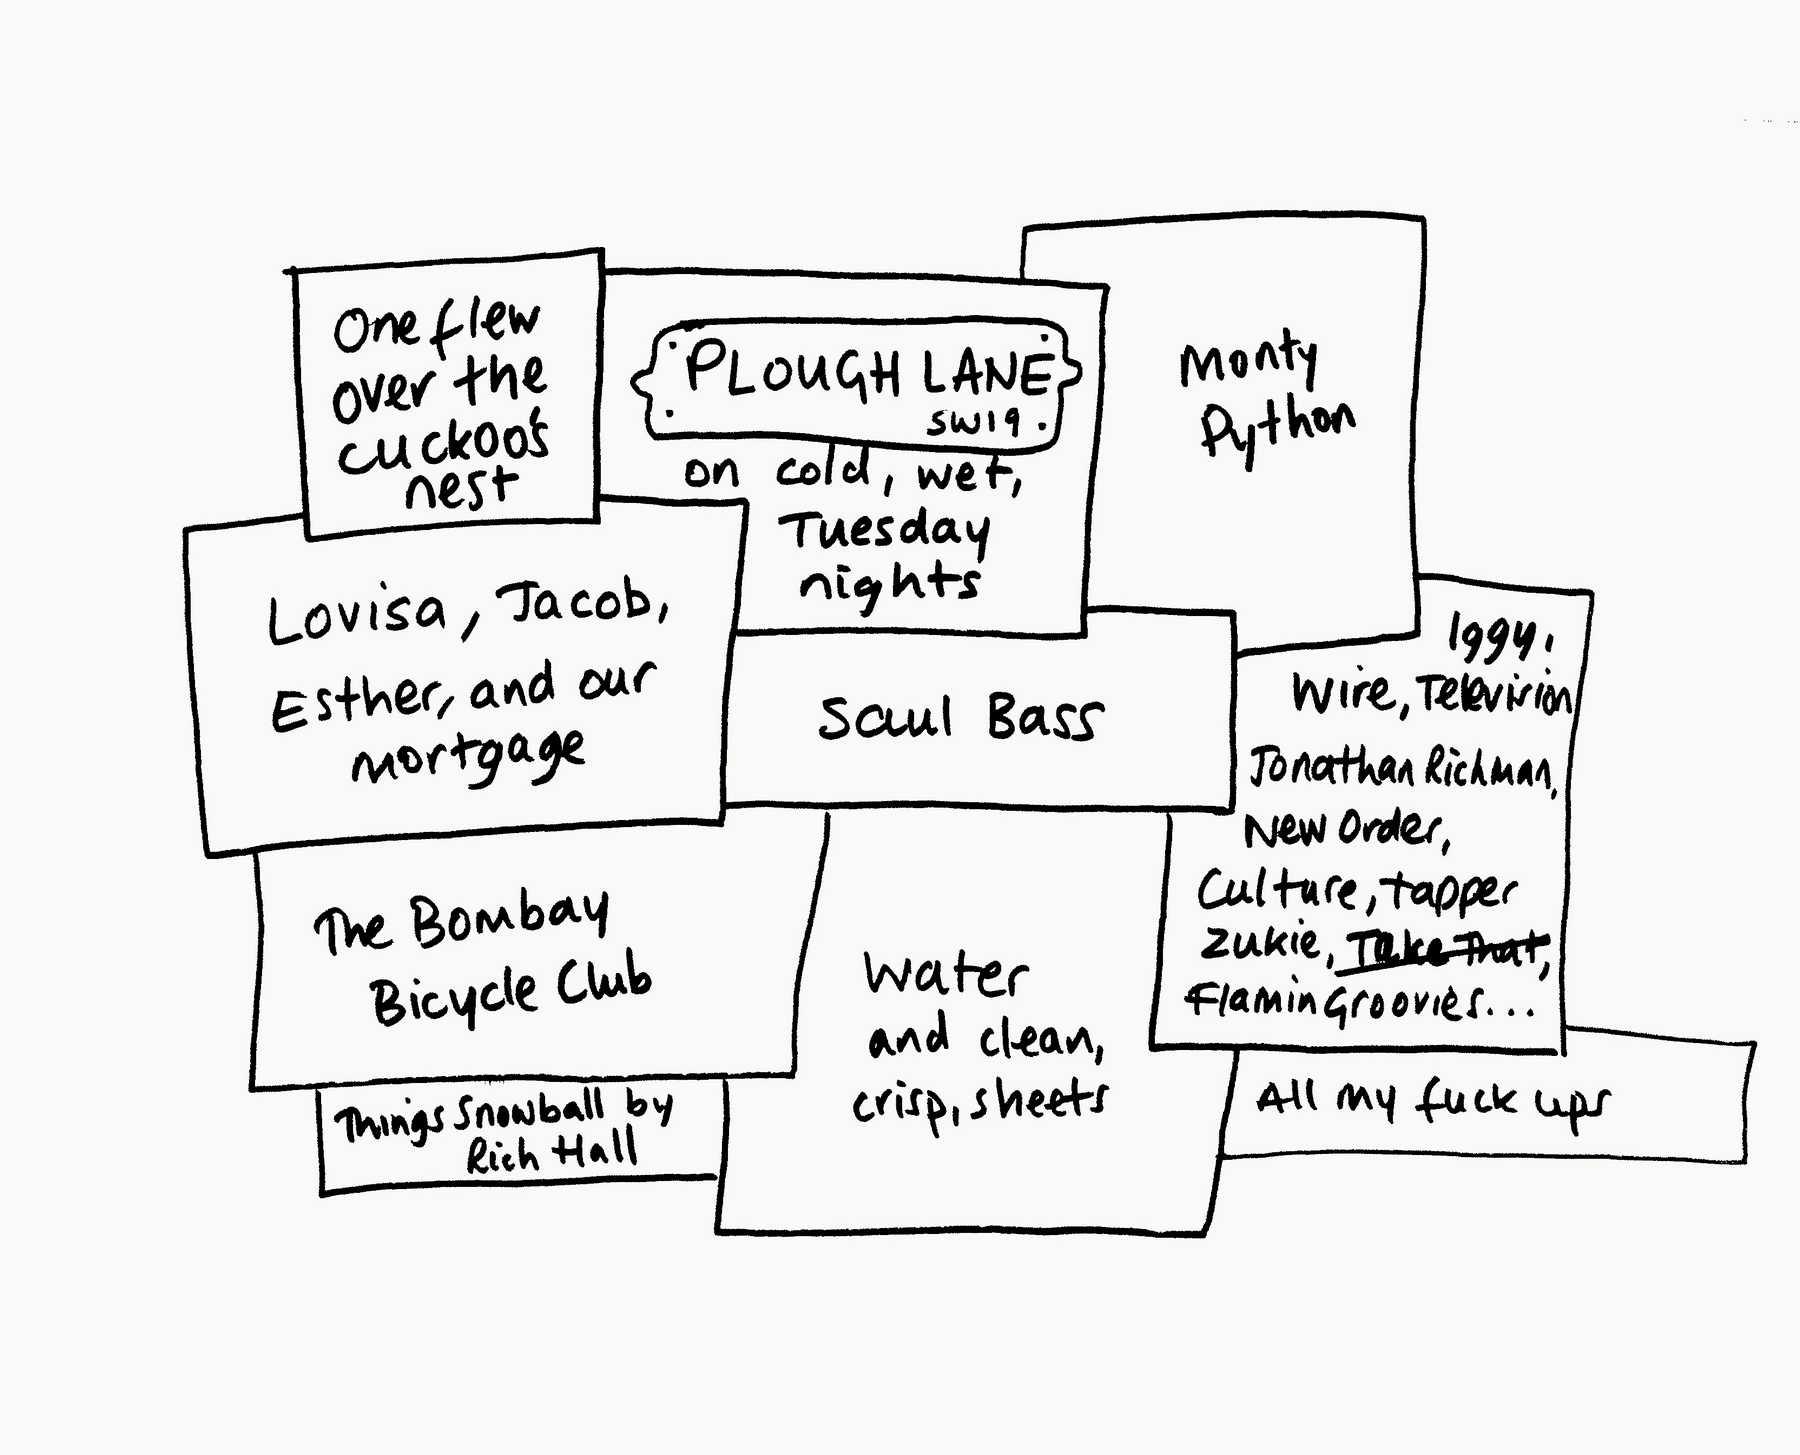 One flew
over the
cuckoo's
nest
PLOUGH LANE
SW19
on cold, wet,
Tuesday
nights
Monty
Python
Lovisa, Jacob,
Esther, and our
mortgage
Saul Bass
Iggy,
Wire, Television
Jonathan Richman,
New Order,
Culture, Tapper
Zukie, Take That,
Flamin Groovies...
The Bombay
Bicycle Club
Water
and clean,
crisp, sheets
Things Snowball by
Rich Hall
All my fuck ups